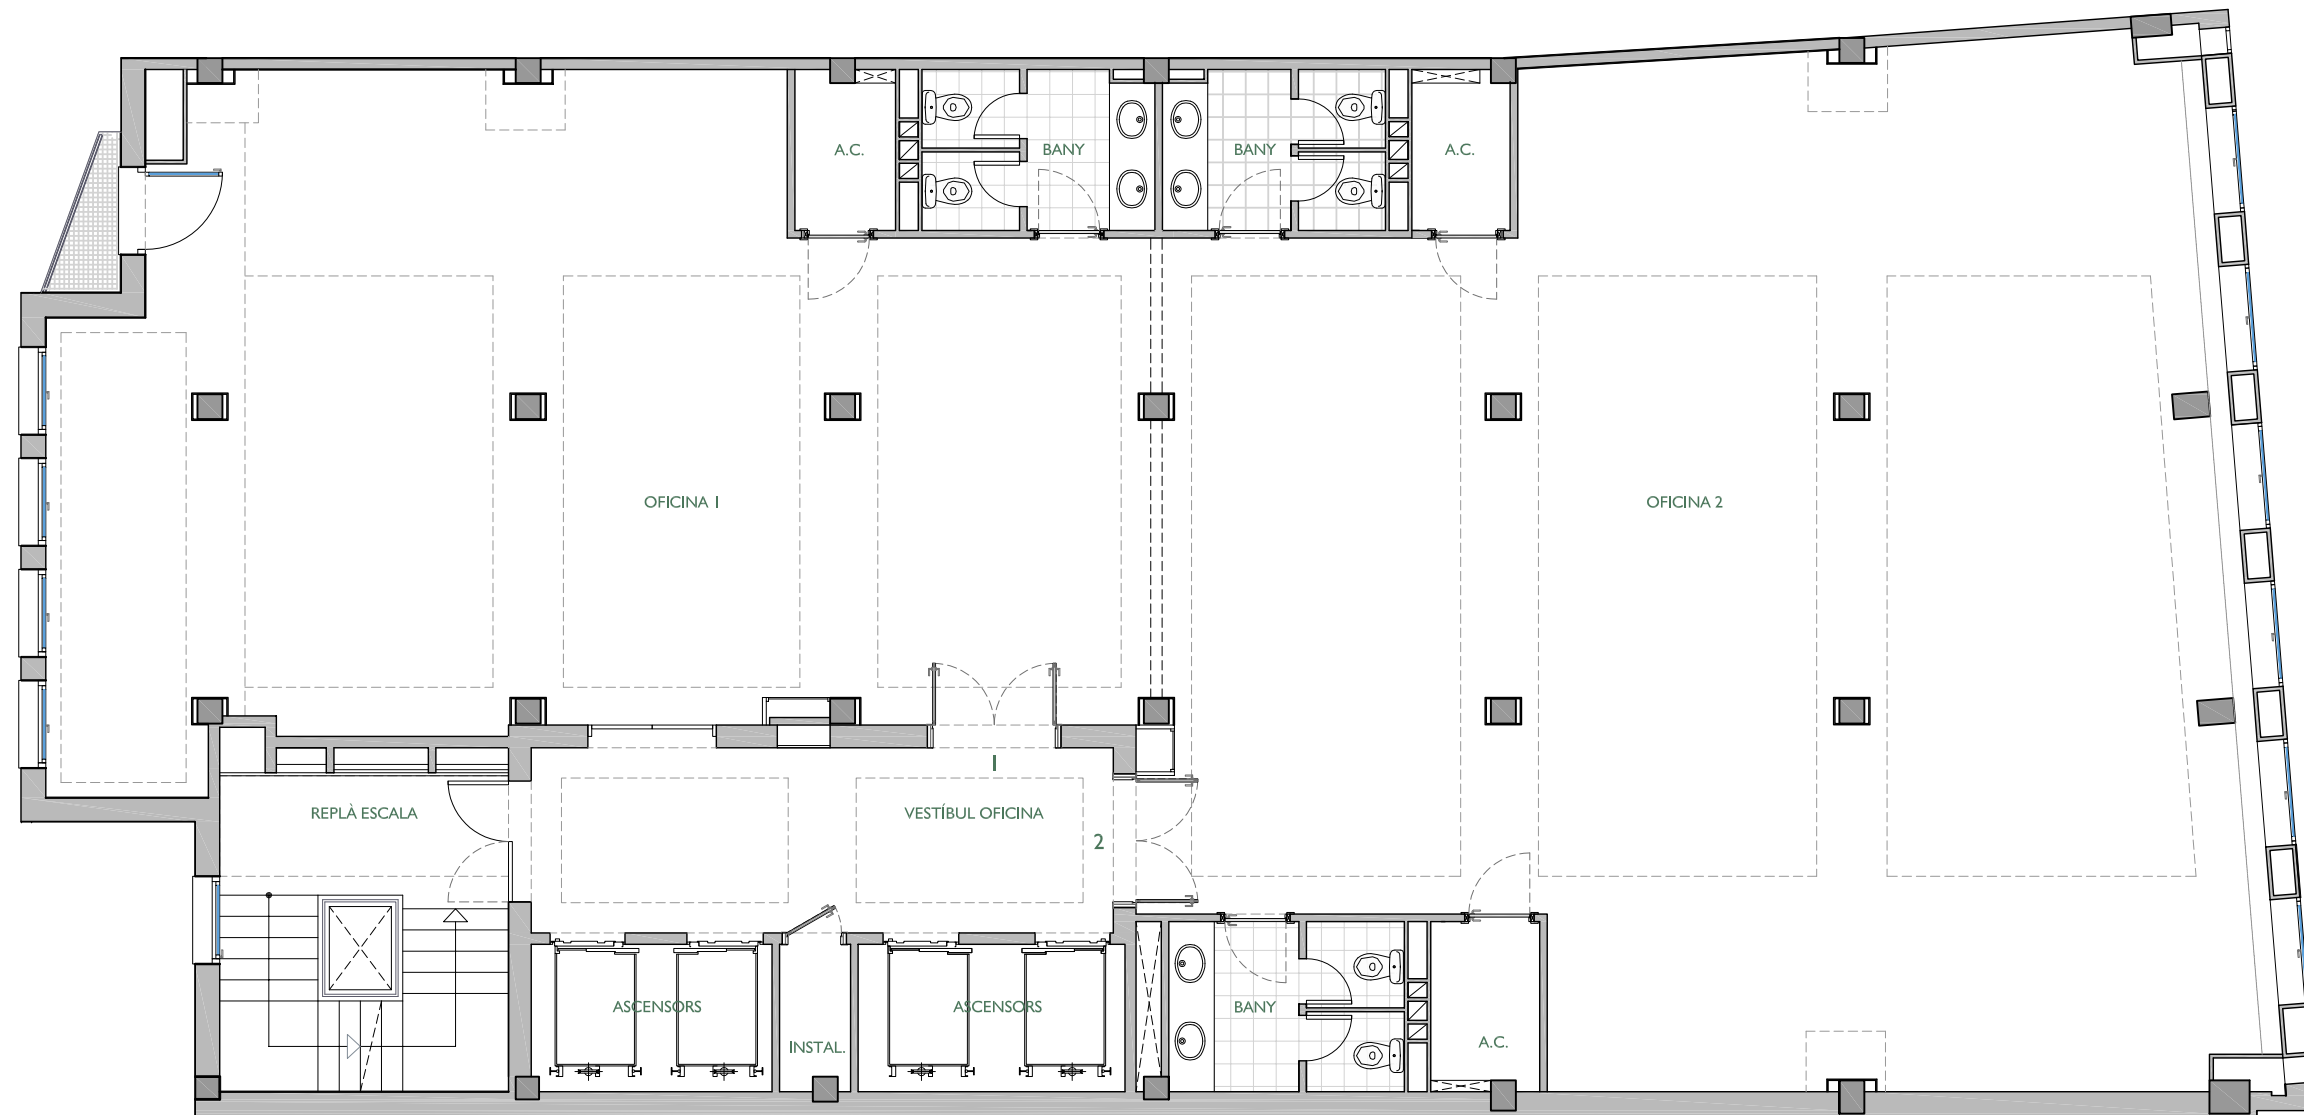 A.C.
BANY
BANY
A.C.
OFICINA 1
OFICINA 2
1
REPLÀ ESCALA
VESTÍBUL OFICINA
2
ASCENSORS
ASCENSORS
BANY
INSTAL.
A.C.